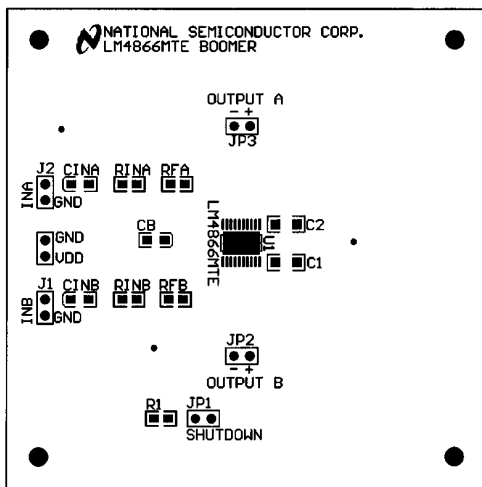 NATIONAL SEMICONDUCTOR CORP.
LM4866MTE BOOMER
OUTPUT A
- +
JP3
J2 CINA RINA RFA
INA
GND
LM4866MTE
U1
C2
CB
GND
VDD
C1
J1 CINB RINB RFB
INB
GND
JP2
- +
OUTPUT B
R1 JP1
SHUTDOWN